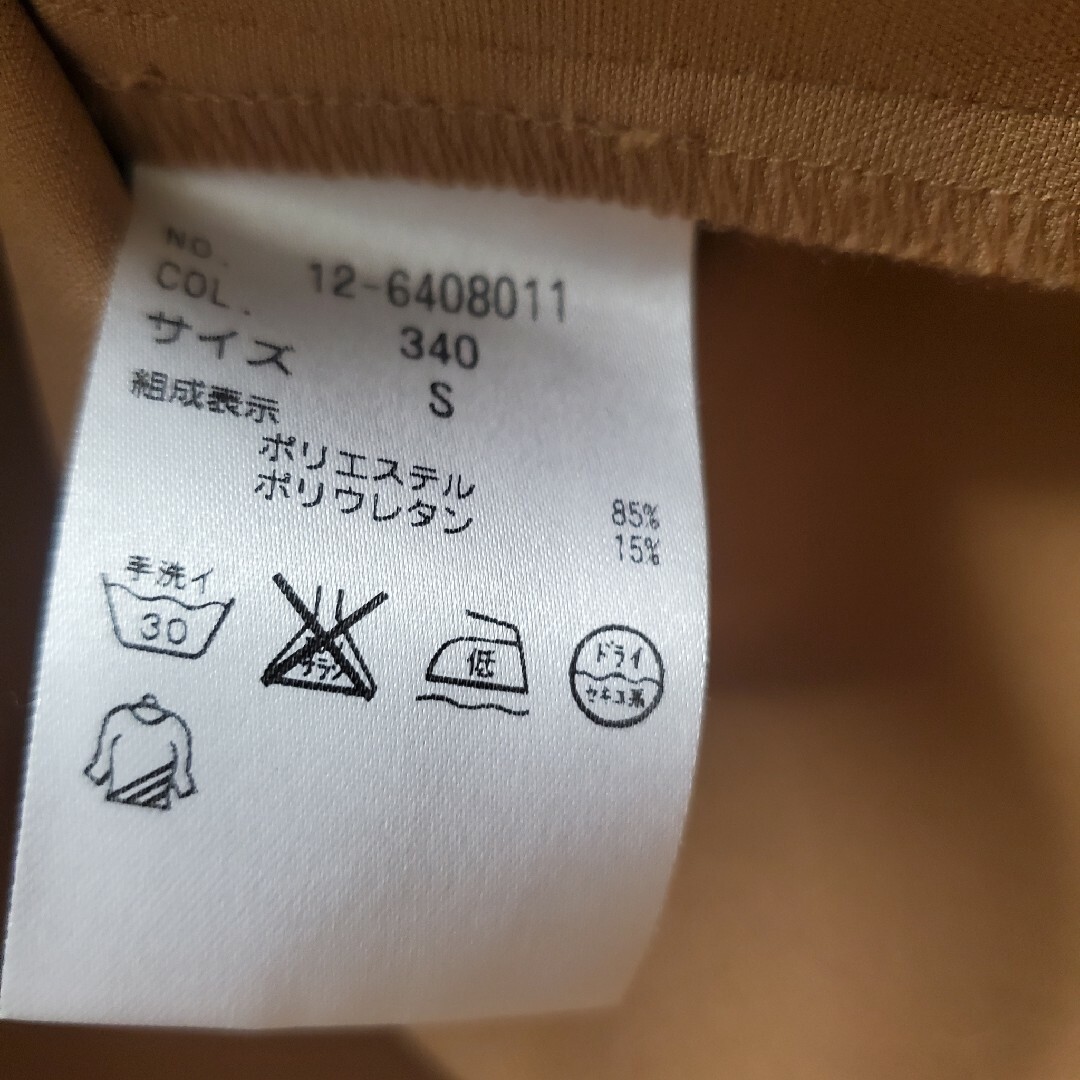 NO. 12-6408011
COL. 340
サイズ S
組成表示
ポリエステル 85%
ポリウレタン 15%
手洗イ
30
低
ドライ
セキユ系